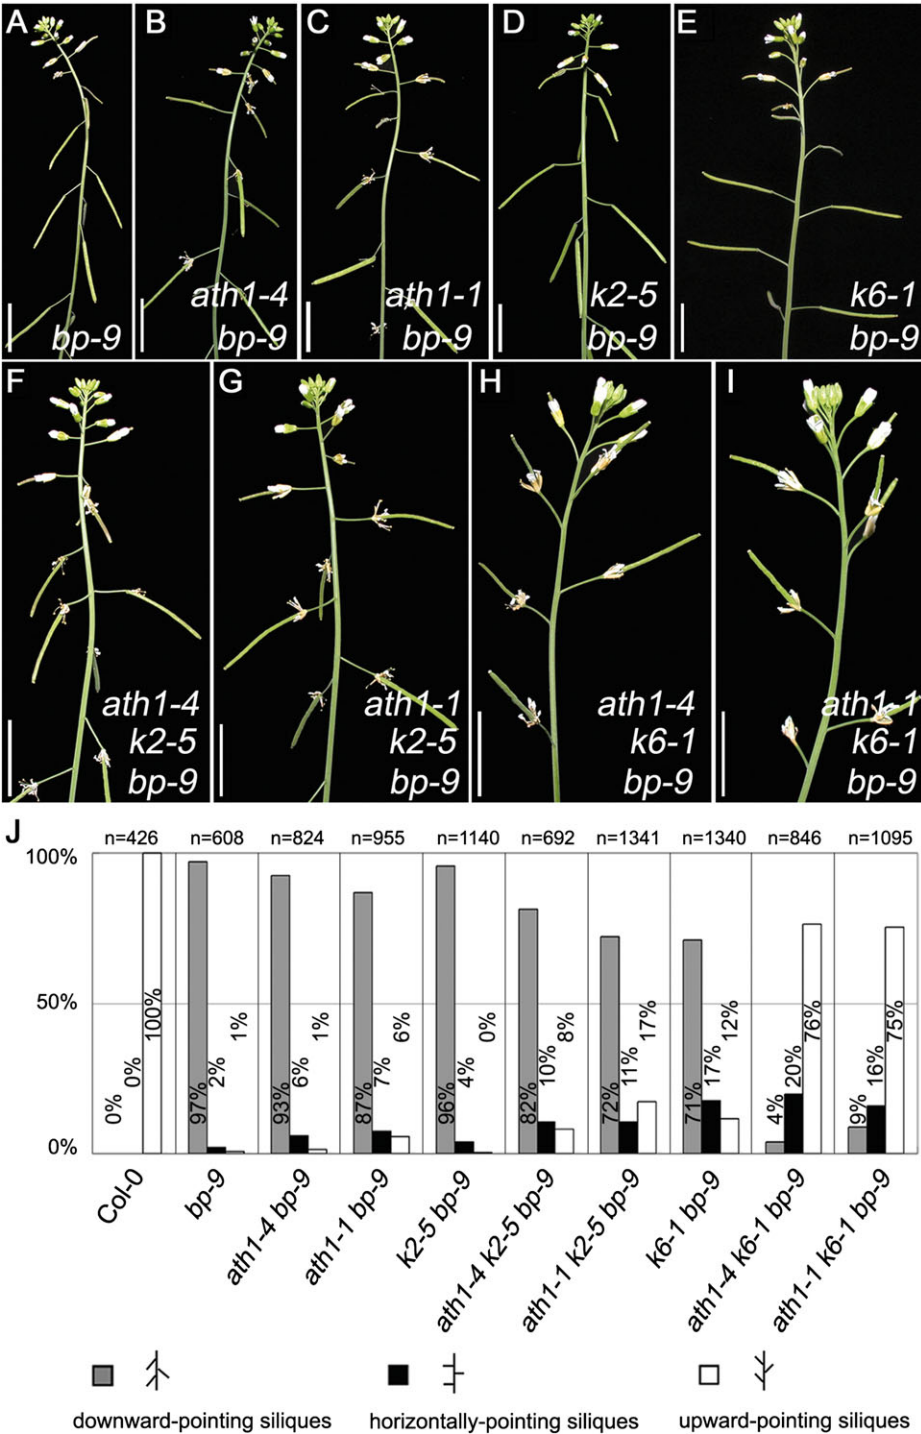 A B C D E
bp-9
ath1-4
bp-9
ath1-1
bp-9
k2-5
bp-9
k6-1
bp-9
F G H I
ath1-4
k2-5
bp-9
ath1-1
k2-5
bp-9
ath1-4
k6-1
bp-9
ath1-1
k6-1
bp-9
J
n=426 n=608 n=824 n=955 n=1140 n=692 n=1341 n=1340 n=846 n=1095
100%
50%
0%
0% 0% 100%
97% 2% 1%
93% 6% 1%
87% 7% 6%
96% 4% 0%
82% 10% 8%
72% 11% 17%
71% 17% 12%
4% 20% 76%
9% 16% 75%
Col-0
bp-9
ath1-4 bp-9
ath1-1 bp-9
k2-5 bp-9
ath1-4 k2-5 bp-9
ath1-1 k2-5 bp-9
k6-1 bp-9
ath1-4 k6-1 bp-9
ath1-1 k6-1 bp-9
downward-pointing siliques horizontally-pointing siliques upward-pointing siliques